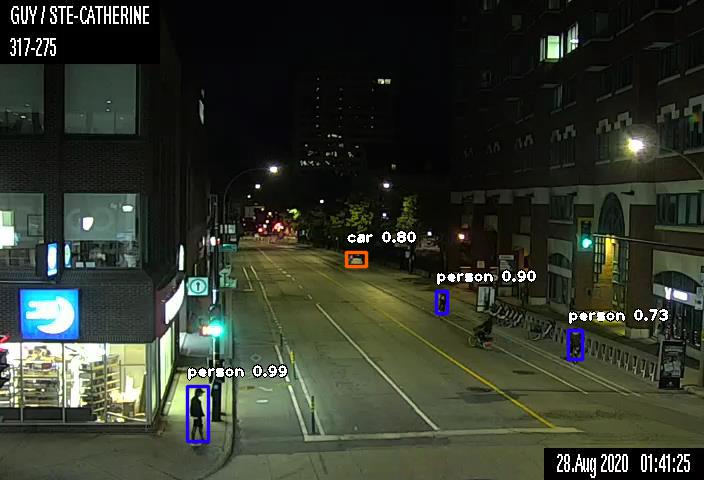 GUY / STE-CATHERINE
317-275
car 0.80
person 0.90
person 0.73
person 0.99
28.Aug 2020 01:41:25